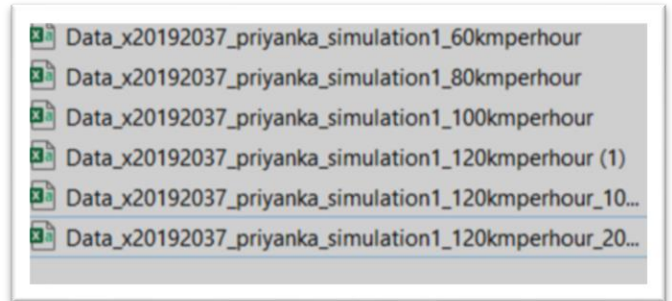 Data_x20192037_priyanka_simulation1_60kmperhour
Data_x20192037_priyanka_simulation1_80kmperhour
Data_x20192037_priyanka_simulation1_100kmperhour
Data_x20192037_priyanka_simulation1_120kmperhour (1)
Data_x20192037_priyanka_simulation1_120kmperhour_10...
Data_x20192037_priyanka_simulation1_120kmperhour_20...